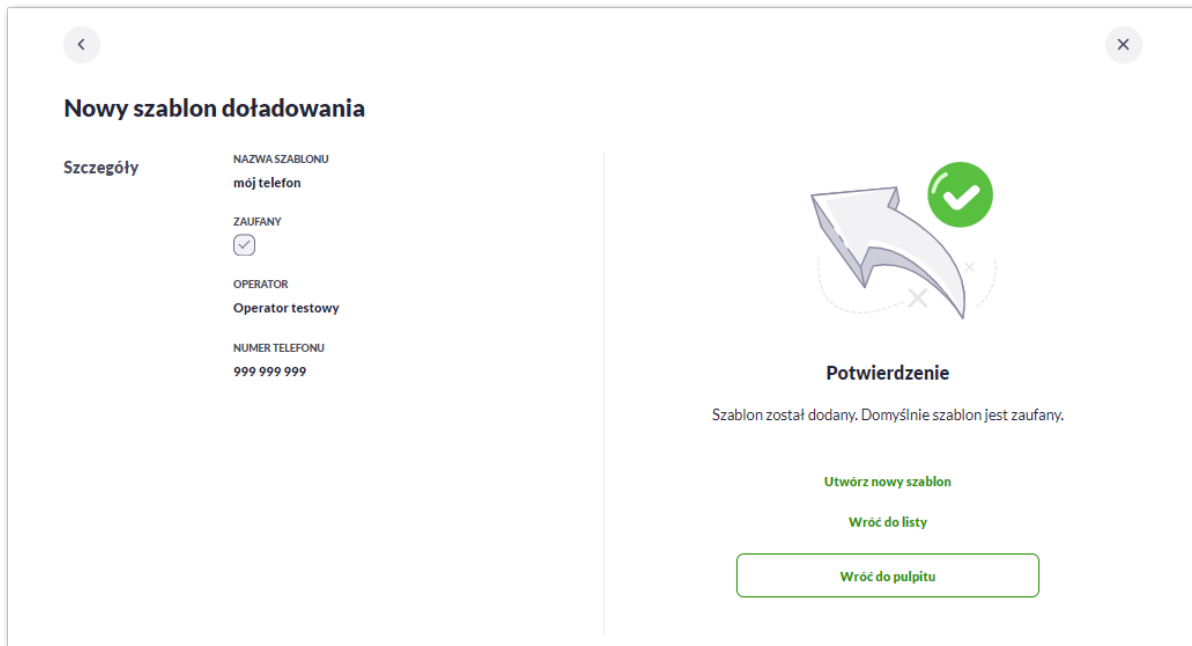 Nowy szablon doładowania
Szczegóły
NAZWA SZABLONU
mój telefon
ZAUFANY
OPERATOR
Operator testowy
NUMER TELEFONU
999 999 999
Potwierdzenie
Szablon został dodany. Domyślnie szablon jest zaufany.
Utwórz nowy szablon
Wróć do listy
Wróć do pulpitu